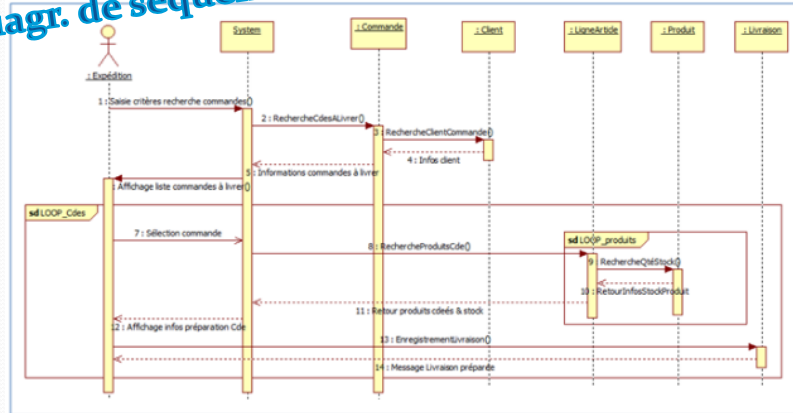 agr. de séque
System
: Commande
: Client
: LigneArticle
: Produit
: Livraison
: Expédition
1 : Saisie critères recherche commandes()
2 : RechercheCdesALivrer()
3 : RechercheClientCommande()
4 : Infos client
5 : Informations commandes à livrer
: Affichage liste commandes à livrer()
sd LOOP_Cdes
7 : Sélection commande
sd LOOP_produits
8 : RechercheProduitsCde()
9 : RechercheQtéStock()
10 : RetourInfosStockProduit
11 : Retour produits cdeés & stock
12 : Affichage infos préparation Cde
13 : EnregistrementLivraison()
14 : Message Livraison préparée